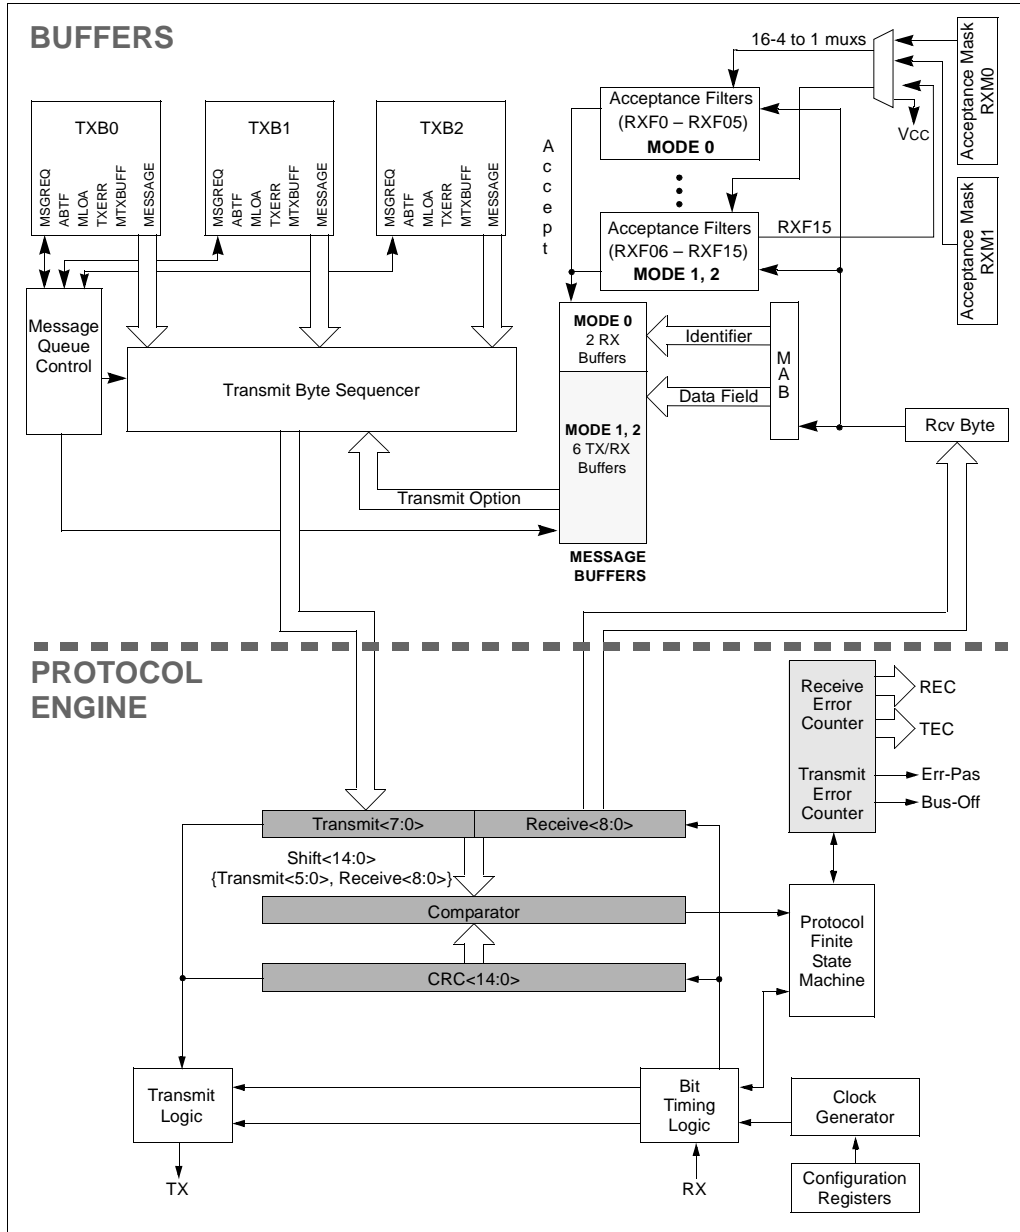 BUFFERS
16-4 to 1 muxs
Acceptance Mask
RXM0
VCC
Acceptance Filters
(RXF0 – RXF05)
MODE 0
TXB0
MSGREQ
ABTF
MLOA
TXERR
MTXBUFF
MESSAGE
TXB1
MSGREQ
ABTF
MLOA
TXERR
MTXBUFF
MESSAGE
TXB2
MSGREQ
ABTF
MLOA
TXERR
MTXBUFF
MESSAGE
Accept
Acceptance Filters
(RXF06 – RXF15)
MODE 1, 2
RXF15
Acceptance Mask
RXM1
Message
Queue
Control
Transmit Byte Sequencer
MODE 0
2 RX
Buffers
Identifier
Data Field
MAB
MODE 1, 2
6 TX/RX
Buffers
Rcv Byte
Transmit Option
MESSAGE
BUFFERS
PROTOCOL
ENGINE
Receive
Error
Counter
REC
TEC
Transmit
Error
Counter
Err-Pas
Bus-Off
Transmit<7:0>
Receive<8:0>
Shift<14:0>
{Transmit<5:0>, Receive<8:0>}
Comparator
CRC<14:0>
Protocol
Finite
State
Machine
Transmit
Logic
Bit
Timing
Logic
Clock
Generator
TX
RX
Configuration
Registers